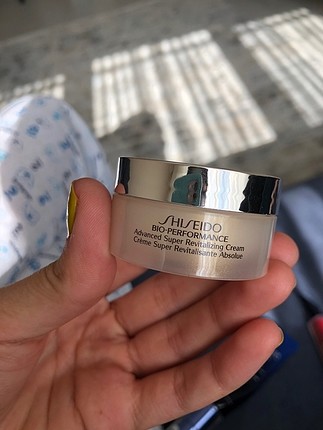 SHISEIDO
BIO-PERFORMANCE
Advanced Super Revitalizing Cream
Crème Super Revitalisante Absolue